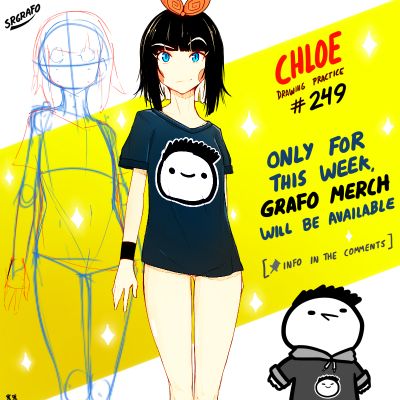 SRGRAFO
CHLOE
DRAWING PRACTICE
# 249
ONLY FOR
THIS WEEK,
GRAFO MERCH
WILL BE AVAILABLE
[ INFO IN THE COMMENTS ]